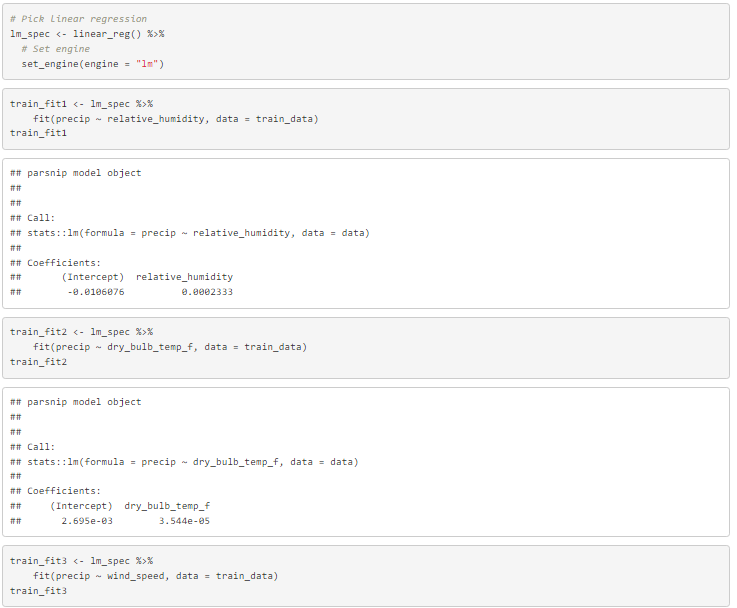 # Pick linear regression
lm_spec <- linear_reg() %>%
  # Set engine
  set_engine(engine = "lm")
train_fit1 <- lm_spec %>%
    fit(precip ~ relative_humidity, data = train_data)
train_fit1
## parsnip model object
##
##
## Call:
## stats::lm(formula = precip ~ relative_humidity, data = data)
##
## Coefficients:
##       (Intercept)  relative_humidity
##        -0.0106076          0.0002333
train_fit2 <- lm_spec %>%
    fit(precip ~ dry_bulb_temp_f, data = train_data)
train_fit2
## parsnip model object
##
##
## Call:
## stats::lm(formula = precip ~ dry_bulb_temp_f, data = data)
##
## Coefficients:
##     (Intercept)  dry_bulb_temp_f
##       2.695e-03        3.544e-05
train_fit3 <- lm_spec %>%
    fit(precip ~ wind_speed, data = train_data)
train_fit3